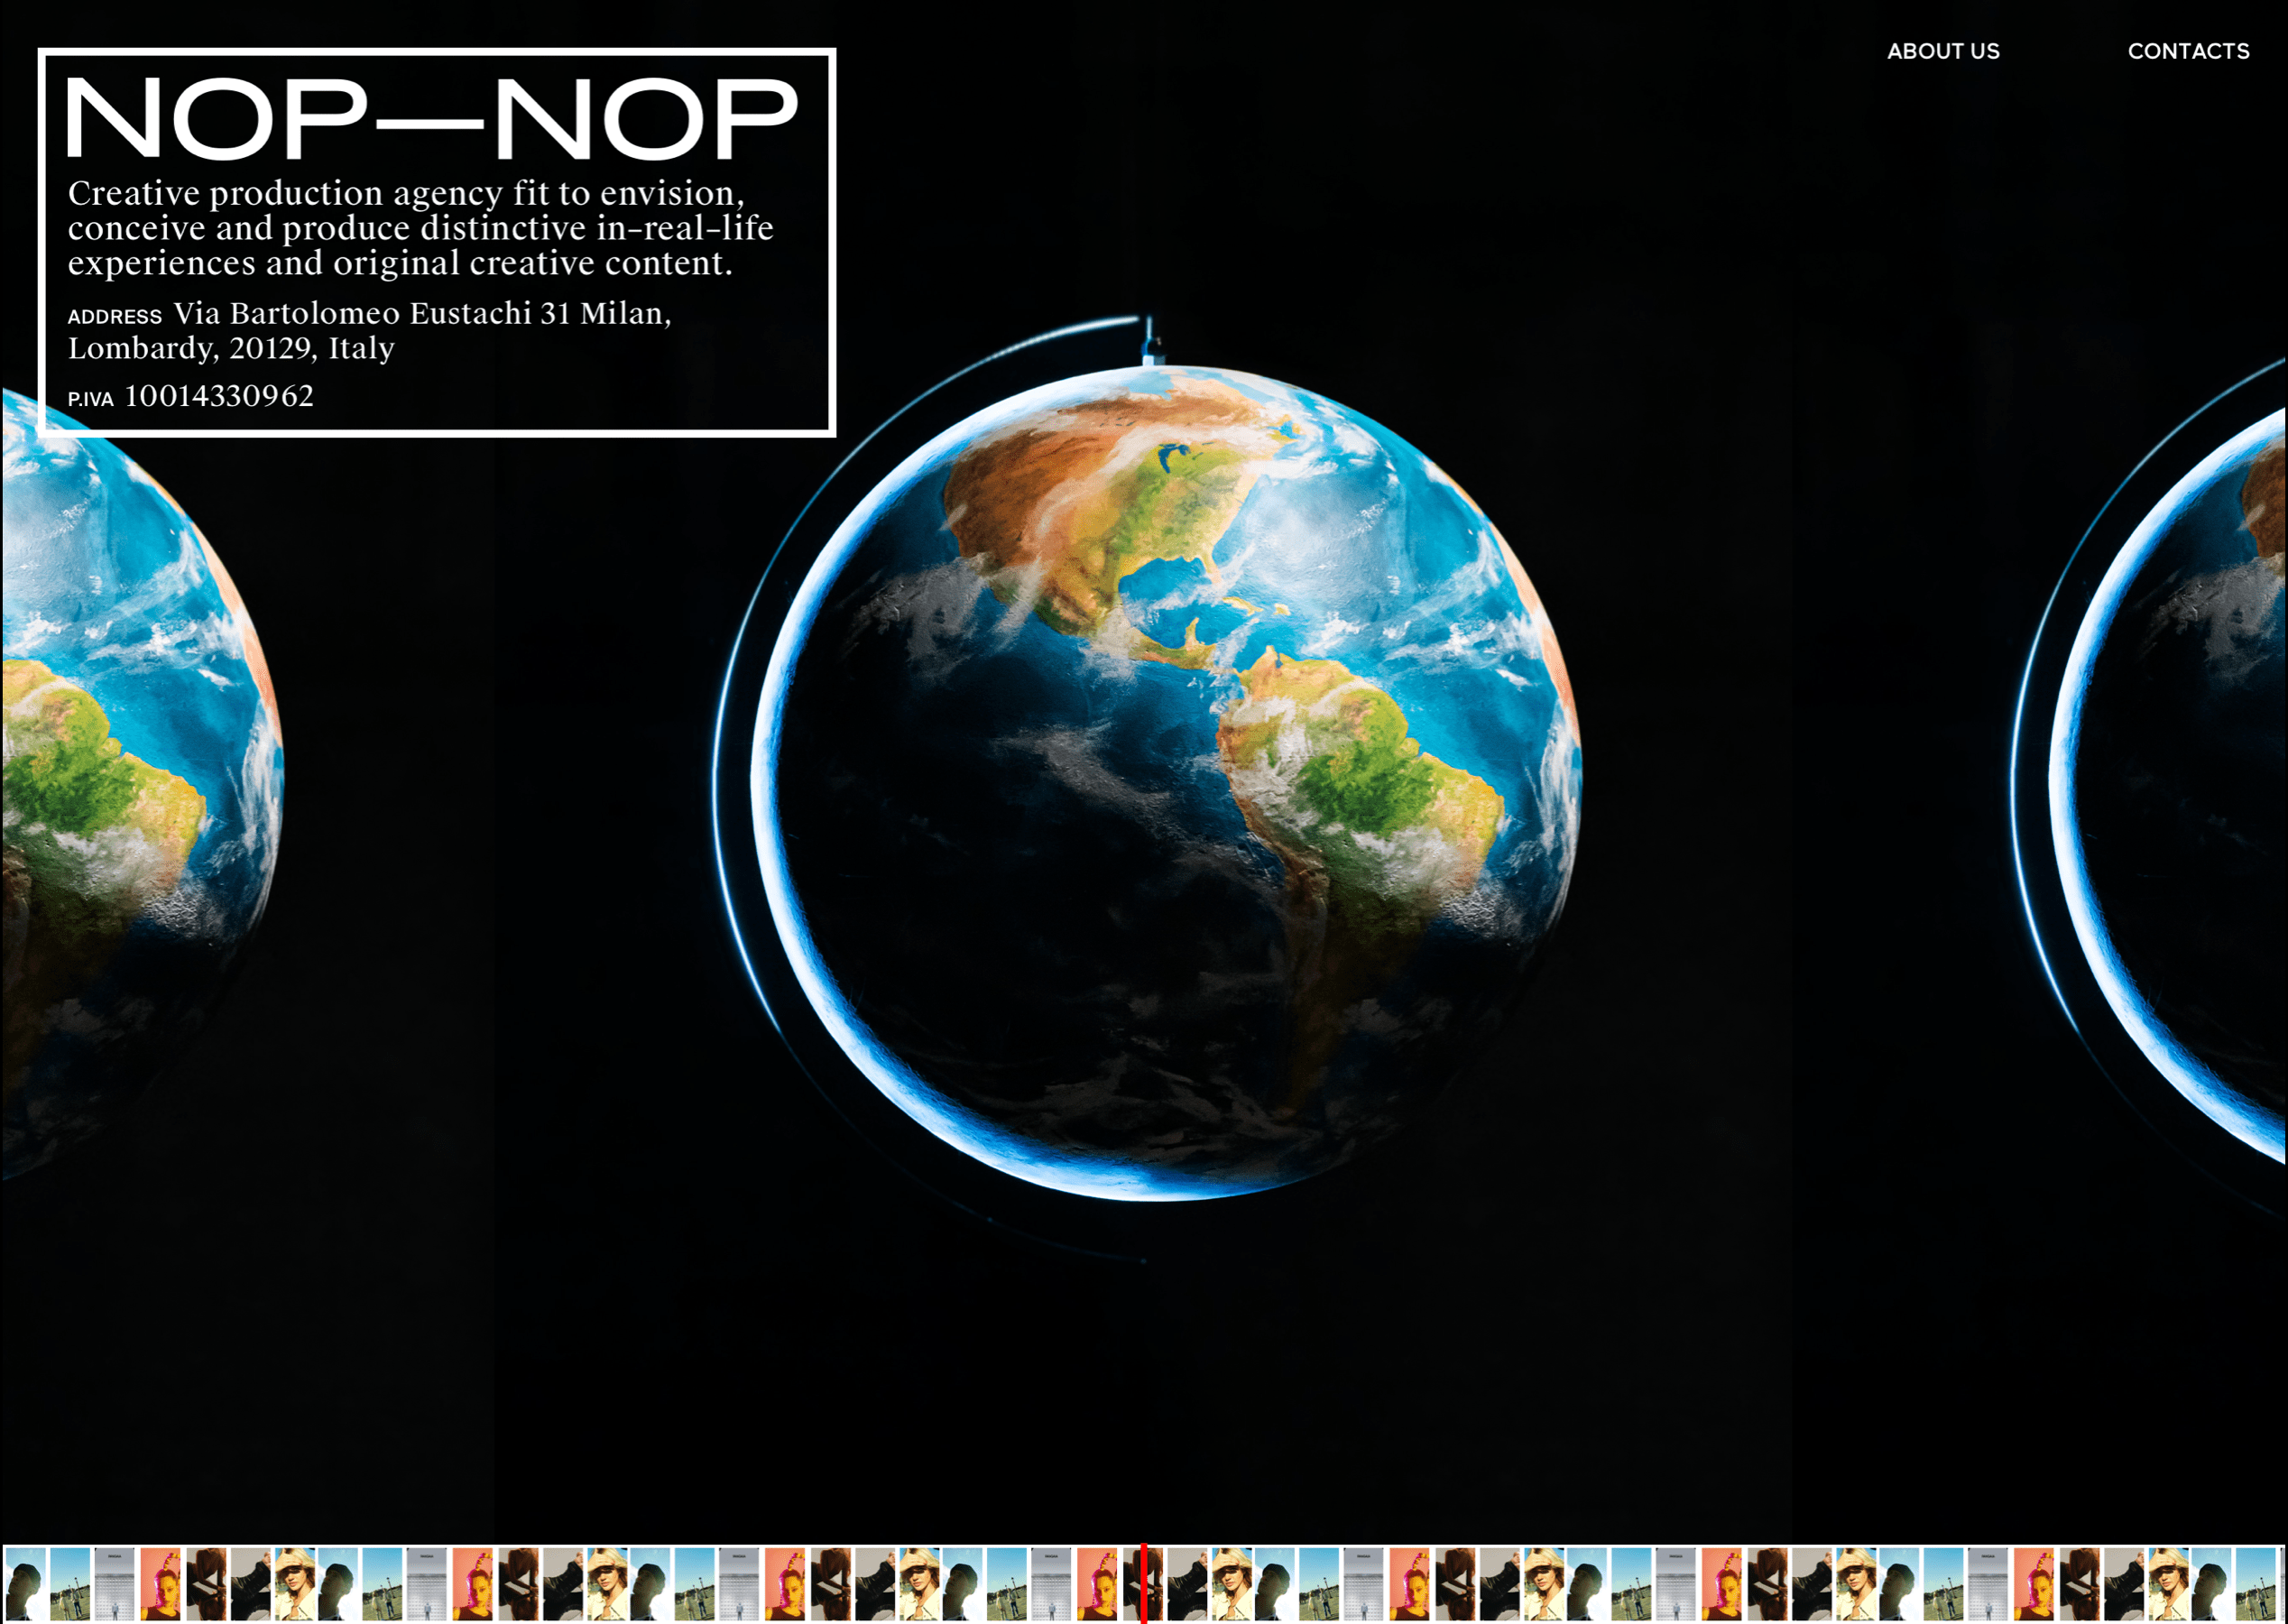 NOP—NOP
ABOUT US
CONTACTS
Creative production agency fit to envision,
conceive and produce distinctive in-real-life
experiences and original creative content.
ADDRESS Via Bartolomeo Eustachi 31 Milan,
Lombardy, 20129, Italy
P.IVA 10014330962